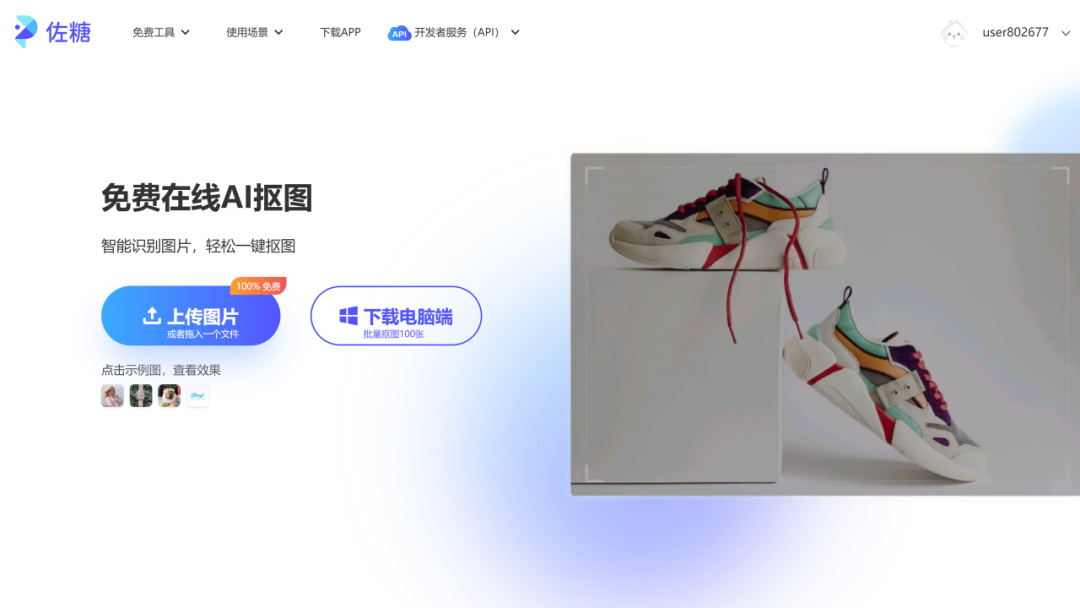 佐糖
免费工具
使用场景
下载APP
API
开发者服务（API）
user802677
免费在线AI抠图
智能识别图片，轻松一键抠图
100% 免费
上传图片
或者拖入一个文件
下载电脑端
批量抠图100张
点击示例图，查看效果